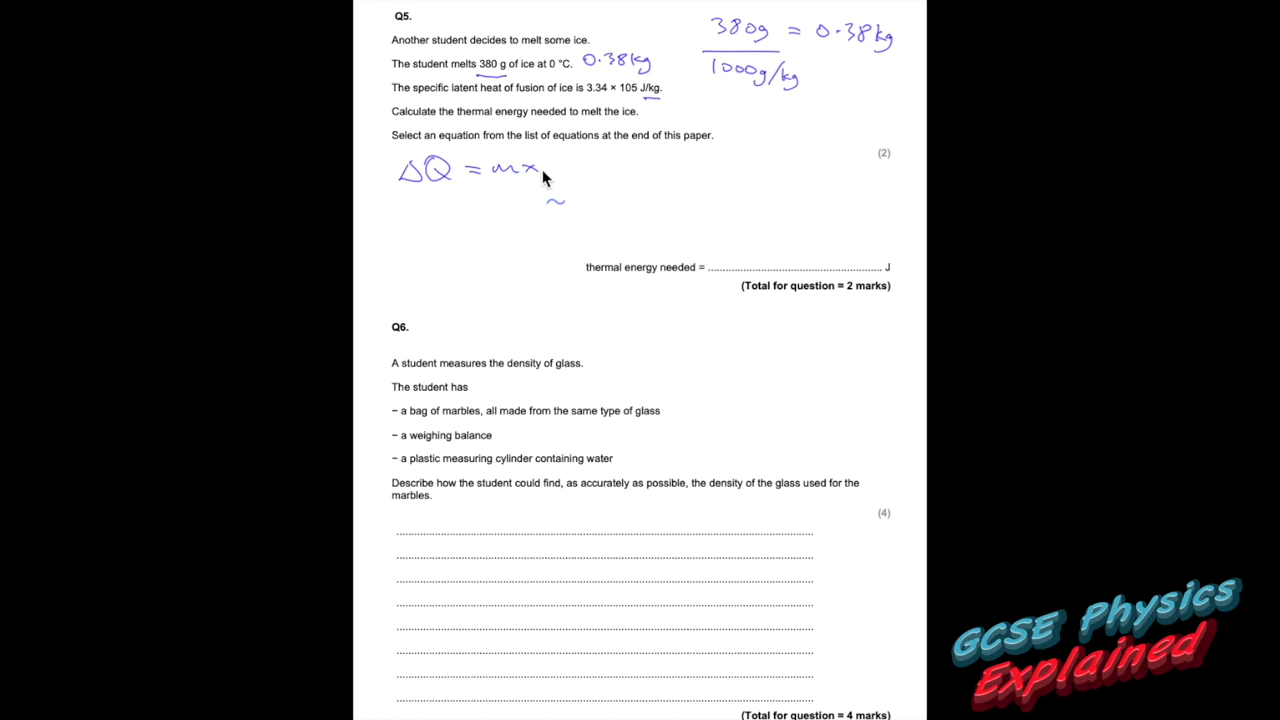 Q5.
380g = 0.38kg
1000g/kg
Another student decides to melt some ice.
The student melts 380 g of ice at 0 °C. 0.38kg
The specific latent heat of fusion of ice is 3.34 × 105 J/kg.
Calculate the thermal energy needed to melt the ice.
Select an equation from the list of equations at the end of this paper.
(2)
ΔQ = m×
~
thermal energy needed = ........................................................... J
(Total for question = 2 marks)
Q6.
A student measures the density of glass.
The student has
− a bag of marbles, all made from the same type of glass
− a weighing balance
− a plastic measuring cylinder containing water
Describe how the student could find, as accurately as possible, the density of the glass used for the
marbles.
(4)
(Total for question = 4 marks)
GCSE Physics
Explained